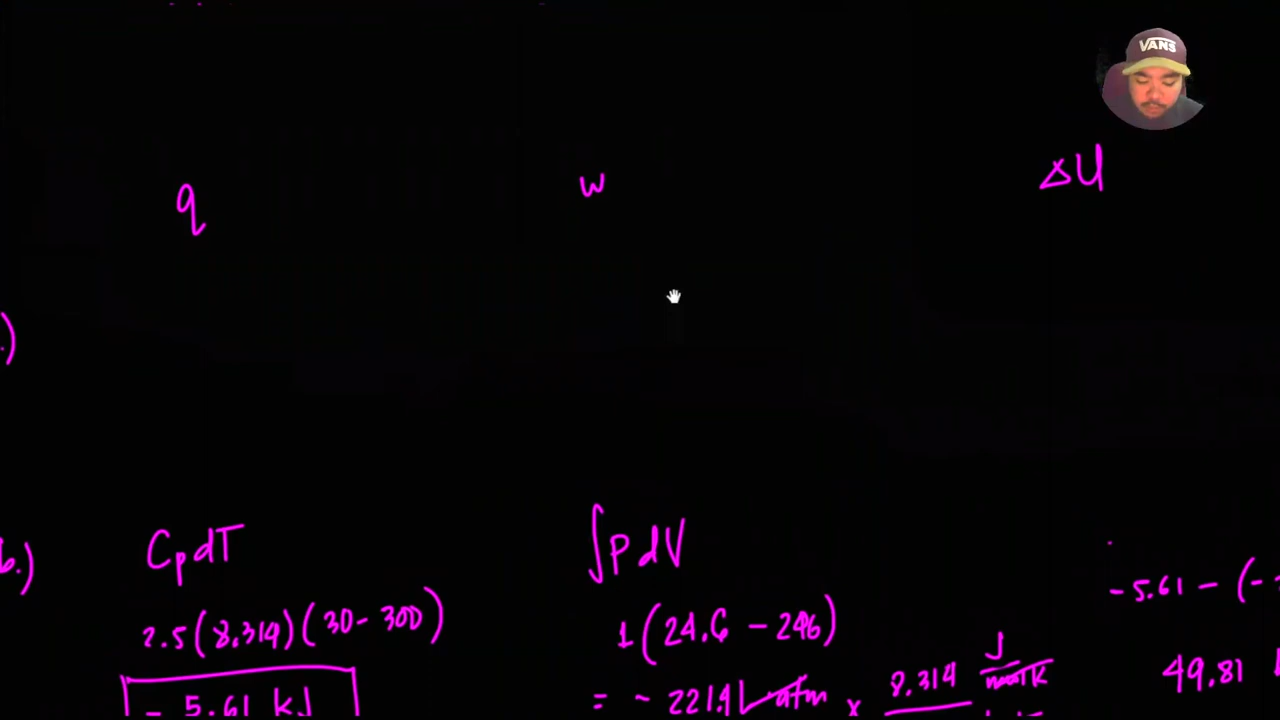 VANS
q w ΔU
.)
b.) CpdT ∫PdV
2.5(8.314)(30-300) 1(24.6-246) -5.61-(-
-5.61 kJ = -221.4 L atm x 8.314 J/mol K 49.81